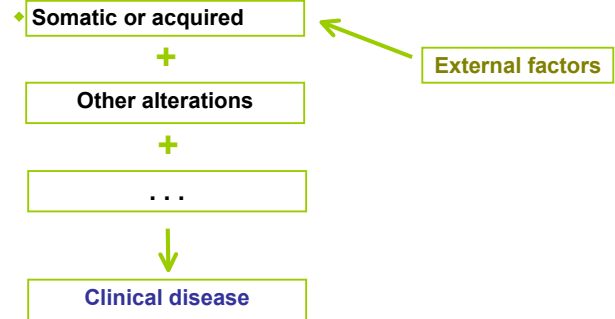 Somatic or acquired
+
External factors
Other alterations
+
. . .
Clinical disease